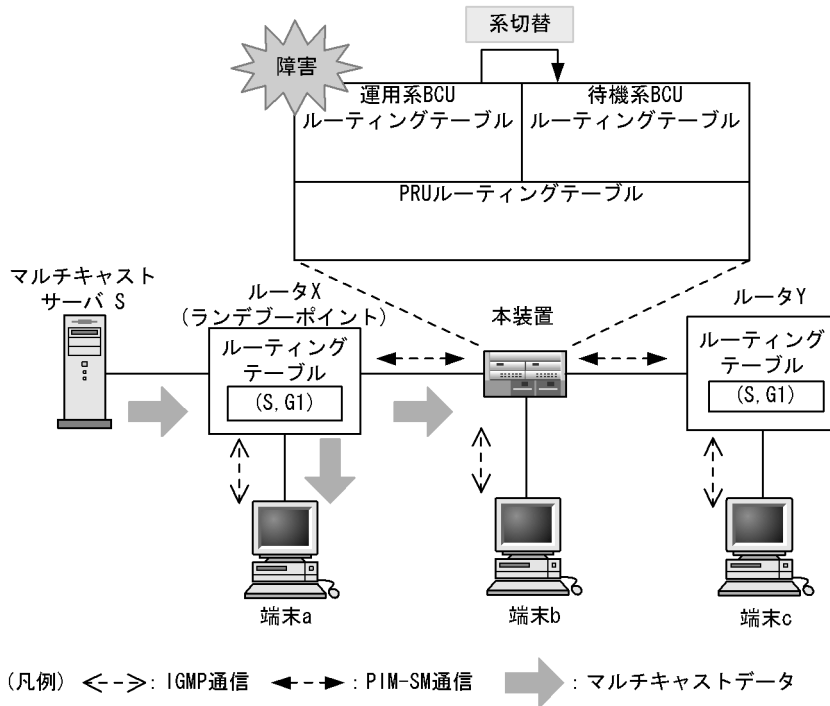 系切替
障害
運用系BCU
ルーティングテーブル
待機系BCU
ルーティングテーブル
PRUルーティングテーブル
マルチキャスト
サーバ S
ルータX
(ランデブーポイント)
本装置
ルータY
ルーティング
テーブル
(S,G1)
ルーティング
テーブル
(S,G1)
端末a
端末b
端末c
(凡例) : IGMP通信 : PIM-SM通信 : マルチキャストデータ